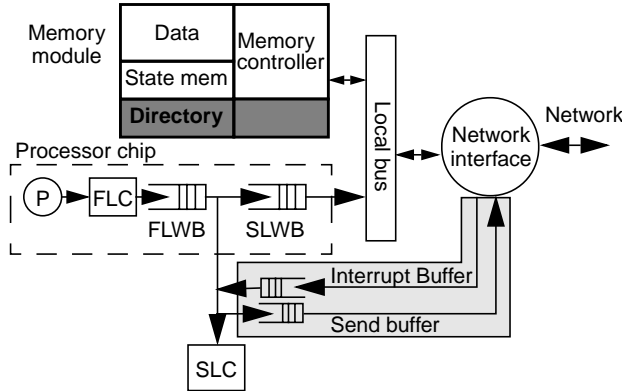 Memory
module
Data
State mem
Directory
Memory
controller
Processor chip
P
FLC
FLWB
SLWB
Local bus
Network
interface
Network
Interrupt Buffer
Send buffer
SLC